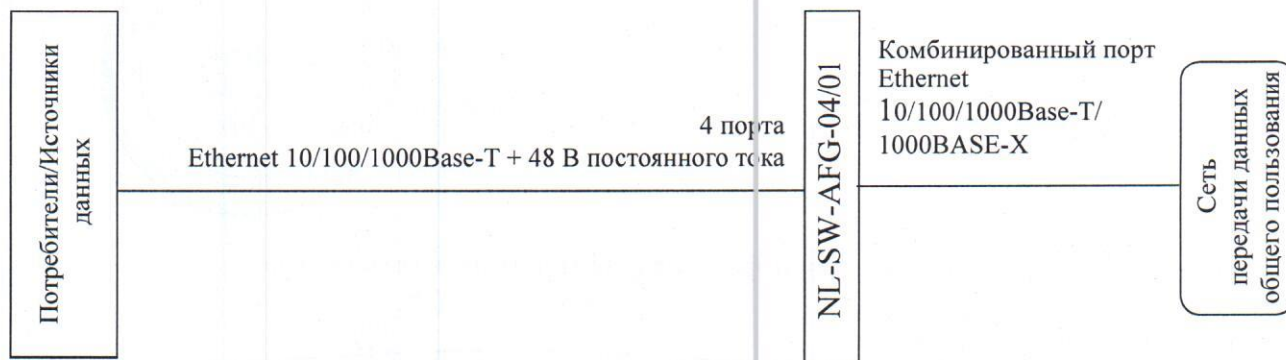 Потребители/Источники
данных
4 порта
Ethernet 10/100/1000Base-T + 48 В постоянного тока
NL-SW-AFG-04/01
Комбинированный порт
Ethernet
10/100/1000Base-T/
1000BASE-X
Сеть
передачи данных
общего пользования